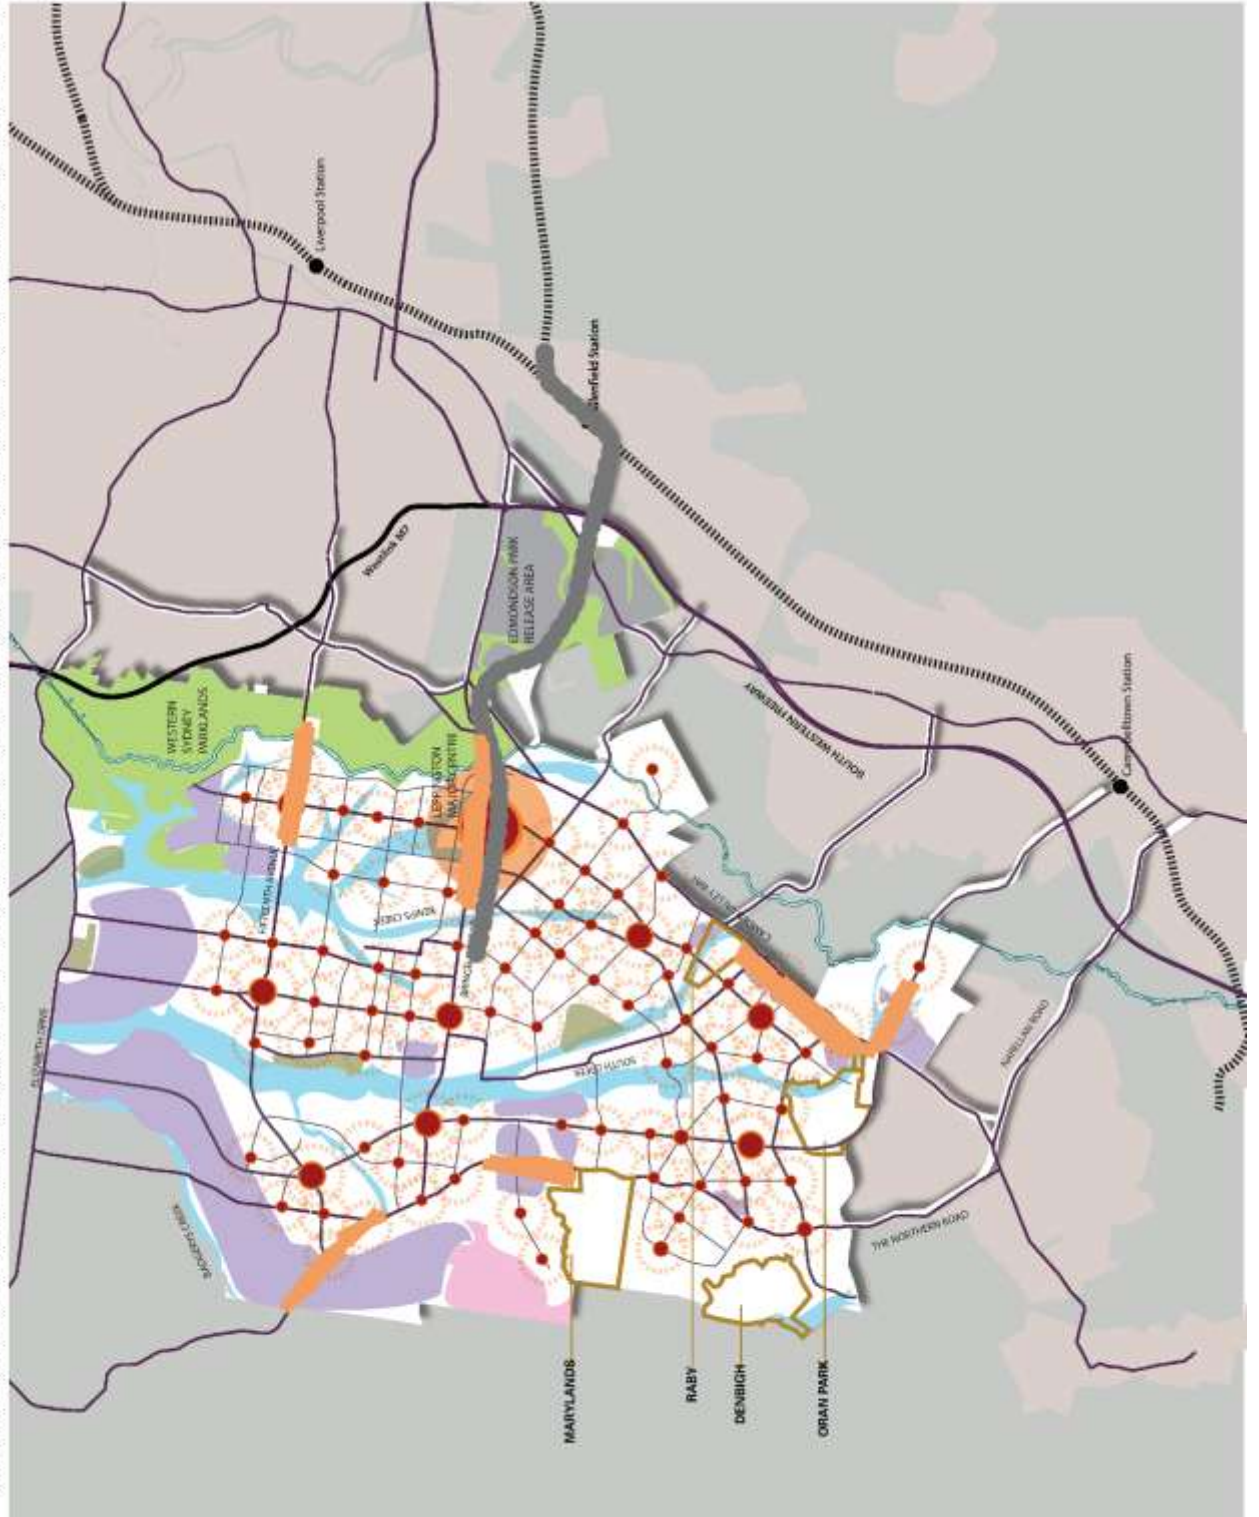 Liverpool Station
Glenfield Station
Westlink M7
EDMONDSON PARK
RELEASE AREA
WESTERN
SYDNEY
PARKLANDS
LEPPINGTON
MAJOR CENTRE
SOUTH WESTERN FREEWAY
Campbelltown Station
FIFTEENTH AVENUE
KEMPS CREEK
SOUTH CREEK
ELIZABETH DRIVE
BADGERYS CREEK
NARELLAN ROAD
THE NORTHERN ROAD
MARYLANDS
RABY
DENBIGH
ORAN PARK